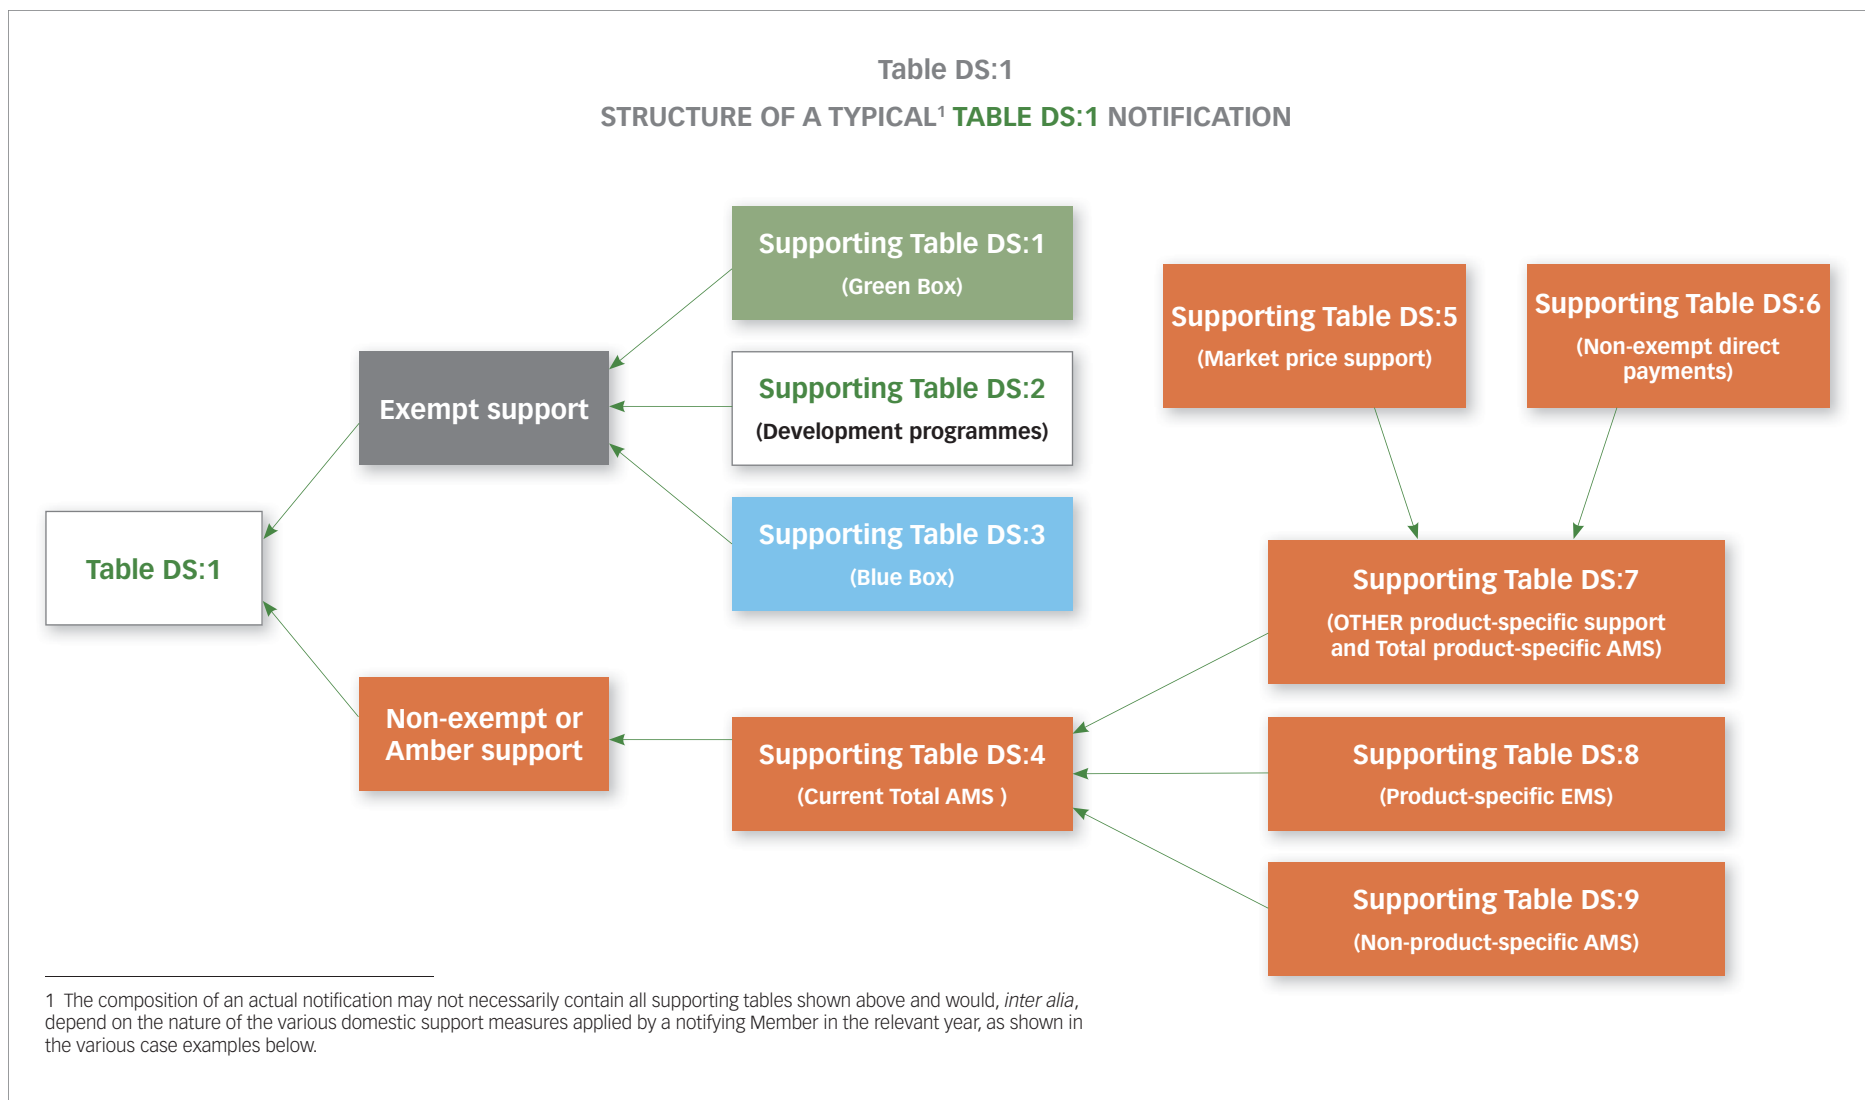 Table DS:1
STRUCTURE OF A TYPICAL¹ TABLE DS:1 NOTIFICATION
Supporting Table DS:1
(Green Box)
Supporting Table DS:5
(Market price support)
Supporting Table DS:6
(Non-exempt direct
payments)
Exempt support
Supporting Table DS:2
(Development programmes)
Supporting Table DS:3
(Blue Box)
Table DS:1
Supporting Table DS:7
(OTHER product-specific support
and Total product-specific AMS)
Non-exempt or
Amber support
Supporting Table DS:4
(Current Total AMS )
Supporting Table DS:8
(Product-specific EMS)
Supporting Table DS:9
(Non-product-specific AMS)
1 The composition of an actual notification may not necessarily contain all supporting tables shown above and would, inter alia,
depend on the nature of the various domestic support measures applied by a notifying Member in the relevant year, as shown in
the various case examples below.